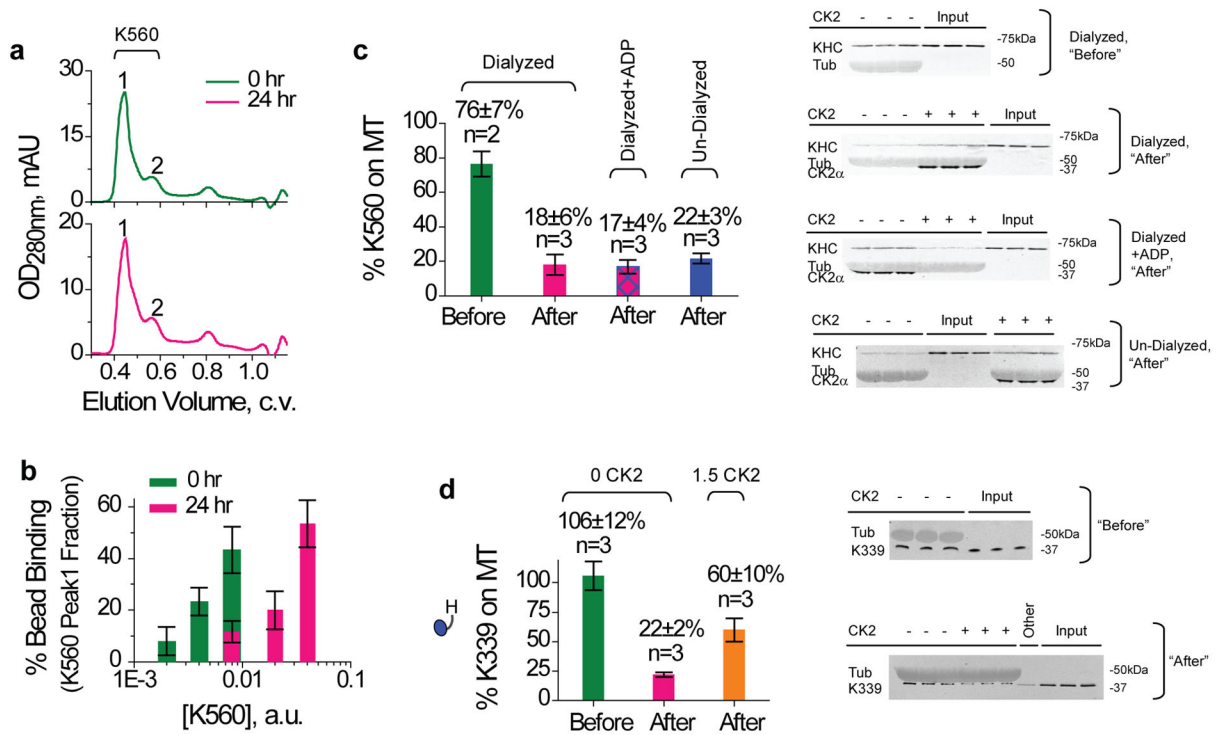 a
K560
1
2
0 hr
24 hr
30
15
0
1
2
20
10
0
0.4 0.6 0.8 1.0
OD280nm, mAU
Elution Volume, c.v.
b
0 hr
24 hr
60
40
20
0
1E-3 0.01 0.1
% Bead Binding
(K560 Peak1 Fraction)
[K560], a.u.
c
Dialyzed
Dialyzed+ADP
Un-Dialyzed
100
80
60
40
20
0
% K560 on MT
76±7%
n=2
18±6%
n=3
17±4%
n=3
22±3%
n=3
Before After After After
CK2 - - - Input
KHC
Tub
-75kDa
-50
Dialyzed,
"Before"
CK2 - - - + + + Input
KHC
Tub
CK2α
-75kDa
-50
-37
Dialyzed,
"After"
CK2 - - - + + + Input
KHC
Tub
CK2α
-75kDa
-50
-37
Dialyzed
+ADP,
"After"
CK2 - - - Input + + +
KHC
Tub
CK2α
-75kDa
-50
-37
Un-Dialyzed,
"After"
d
0 CK2 1.5 CK2
H
100
75
50
25
0
% K339 on MT
106±12%
n=3
22±2%
n=3
60±10%
n=3
Before After After
CK2 - - - Input
Tub
K339
-50kDa
-37
"Before"
CK2 - - - + + + Other Input
Tub
K339
-50kDa
-37
"After"